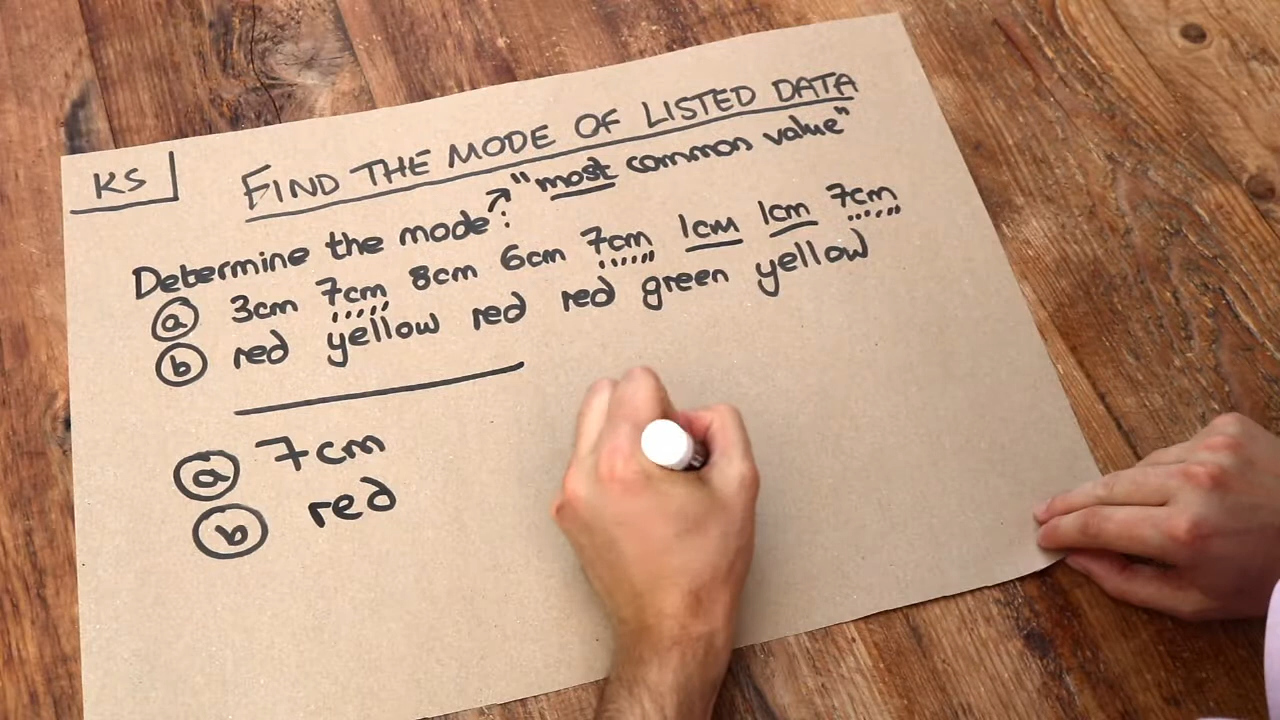 KS
FIND THE MODE OF LISTED DATA
Determine the mode? "most common value"
a 3cm 7cm 8cm 6cm 7cm 1cm 1cm 7cm
b red yellow red red green yellow
a 7cm
b red